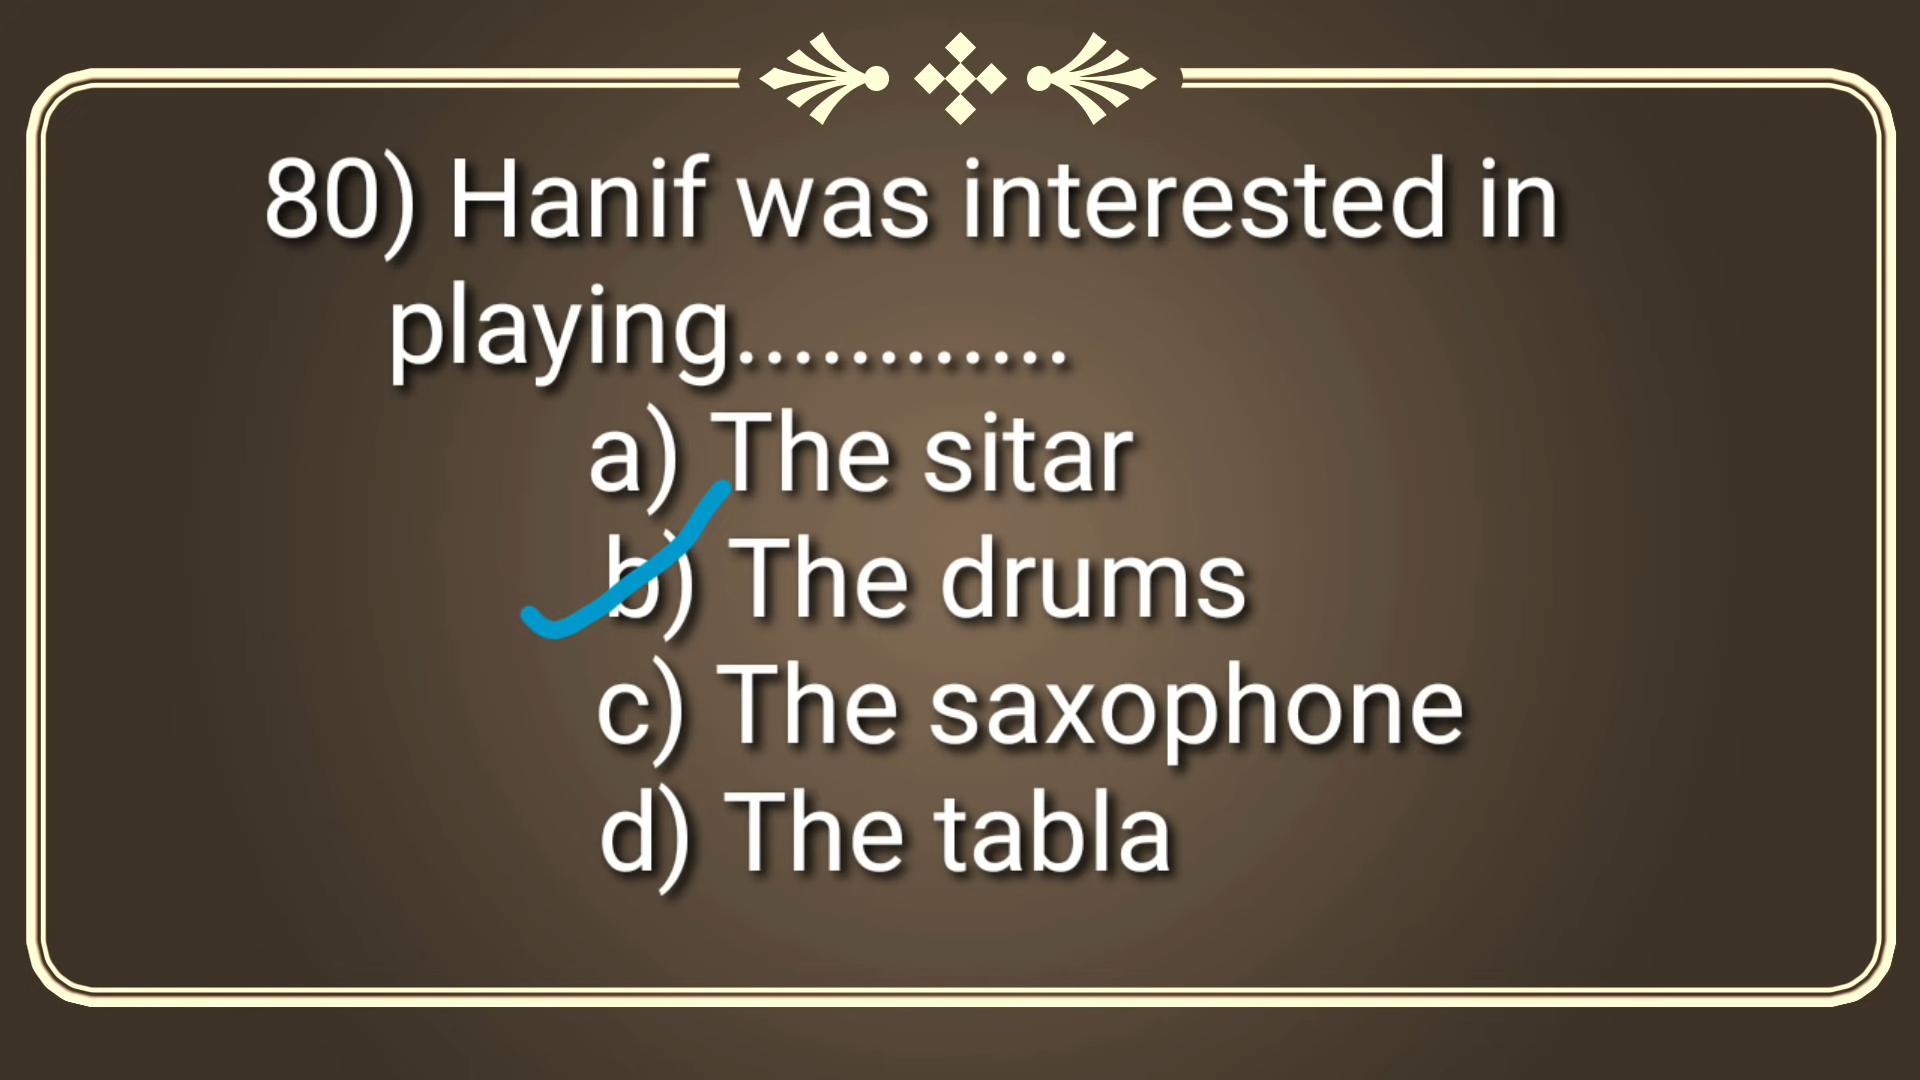 80) Hanif was interested in
playing............
a) The sitar
b) The drums
c) The saxophone
d) The tabla